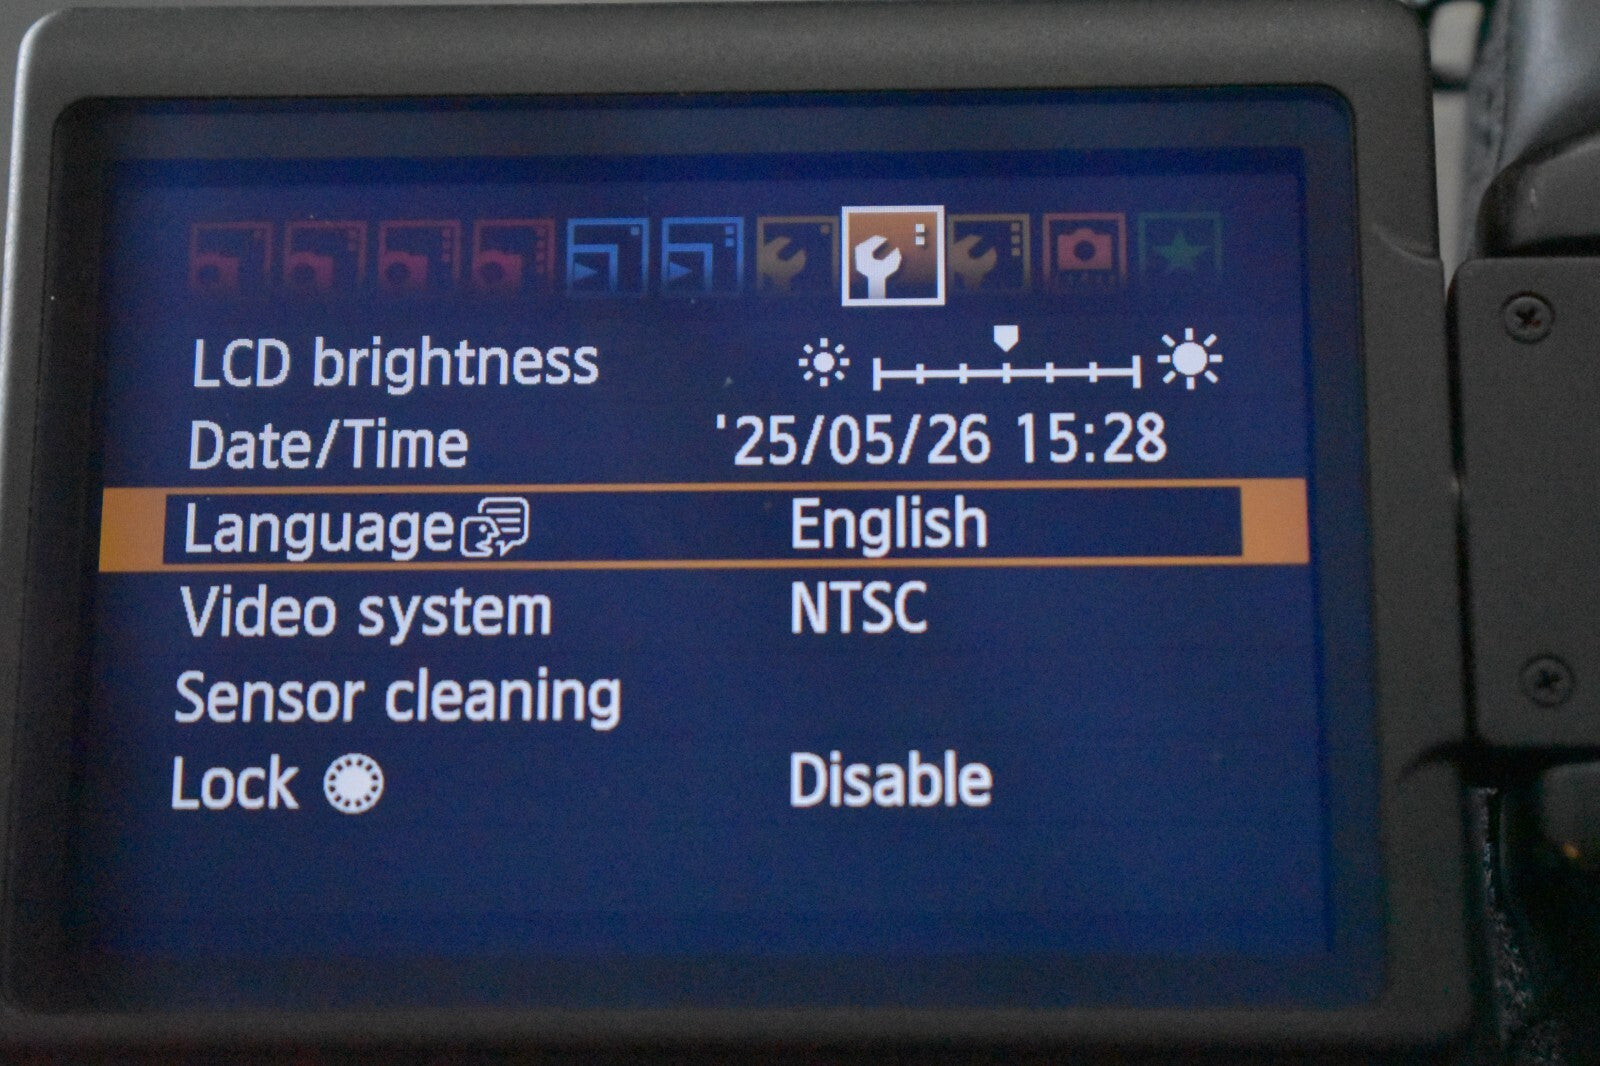 LCD brightness
Date/Time '25/05/26 15:28
Language English
Video system NTSC
Sensor cleaning
Lock Disable